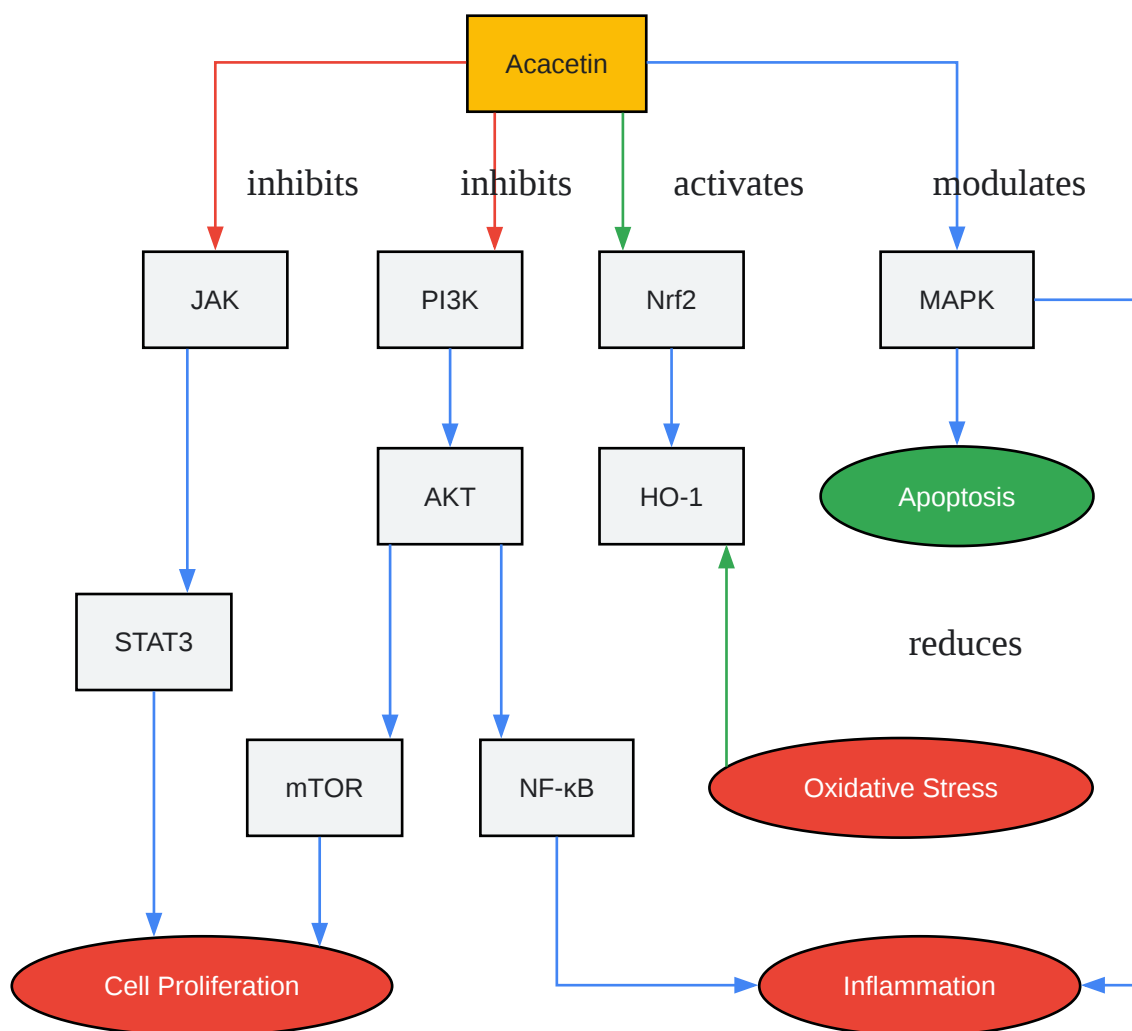 Acacetin
inhibits
inhibits
activates
modulates
JAK
PI3K
Nrf2
MAPK
AKT
HO-1
Apoptosis
STAT3
reduces
mTOR
NF-κB
Oxidative Stress
Cell Proliferation
Inflammation